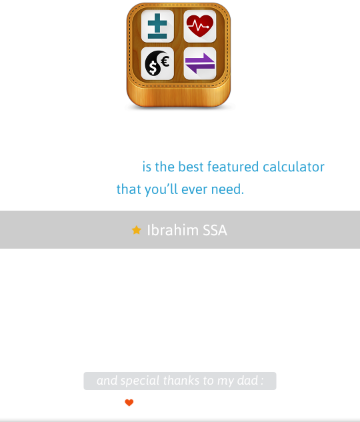 is the best featured calculator
that you'll ever need.
Ibrahim SSA
and special thanks to my dad :